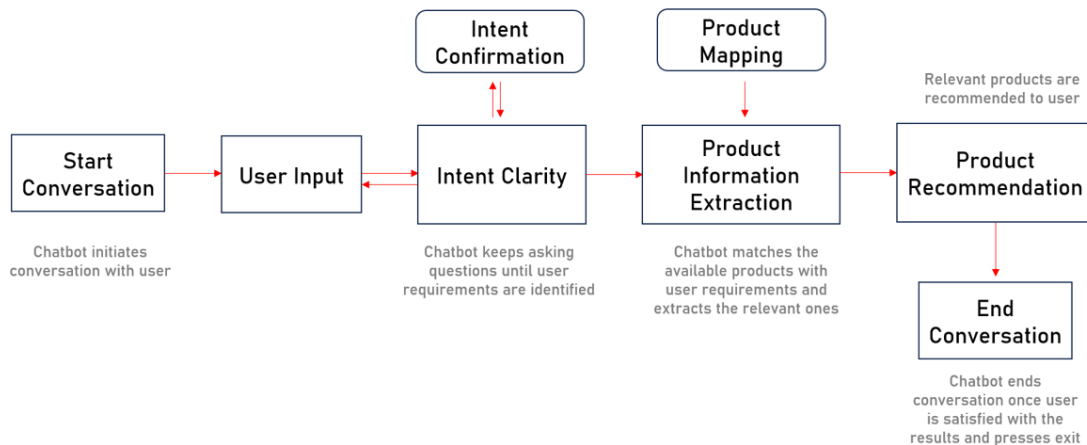 Intent
Confirmation
Product
Mapping
Relevant products are
recommended to user
Start
Conversation
User Input
Intent Clarity
Product
Information
Extraction
Product
Recommendation
Chatbot initiates
conversation with user
Chatbot keeps asking
questions until user
requirements are identified
Chatbot matches the
available products with
user requirements and
extracts the relevant ones
End
Conversation
Chatbot ends
conversation once user
is satisfied with the
results and presses exit